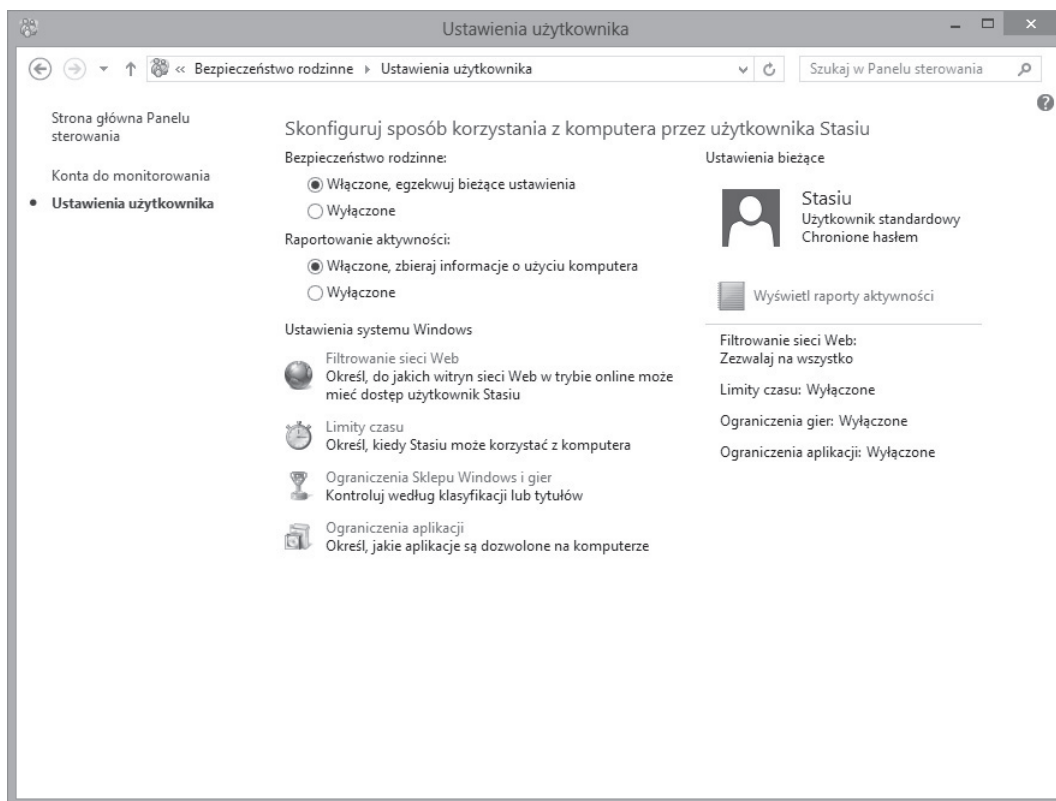 Ustawienia użytkownika
« Bezpieczeństwo rodzinne Ustawienia użytkownika
Szukaj w Panelu sterowania
Strona główna Panelu
sterowania
Konta do monitorowania
• Ustawienia użytkownika
Skonfiguruj sposób korzystania z komputera przez użytkownika Stasiu
Bezpieczeństwo rodzinne:
Włączone, egzekwuj bieżące ustawienia
Wyłączone
Raportowanie aktywności:
Włączone, zbieraj informacje o użyciu komputera
Wyłączone
Ustawienia systemu Windows
Filtrowanie sieci Web
Określ, do jakich witryn sieci Web w trybie online może
mieć dostęp użytkownik Stasiu
Limity czasu
Określ, kiedy Stasiu może korzystać z komputera
Ograniczenia Sklepu Windows i gier
Kontroluj według klasyfikacji lub tytułów
Ograniczenia aplikacji
Określ, jakie aplikacje są dozwolone na komputerze
Ustawienia bieżące
Stasiu
Użytkownik standardowy
Chronione hasłem
Wyświetl raporty aktywności
Filtrowanie sieci Web:
Zezwalaj na wszystko
Limity czasu: Wyłączone
Ograniczenia gier: Wyłączone
Ograniczenia aplikacji: Wyłączone